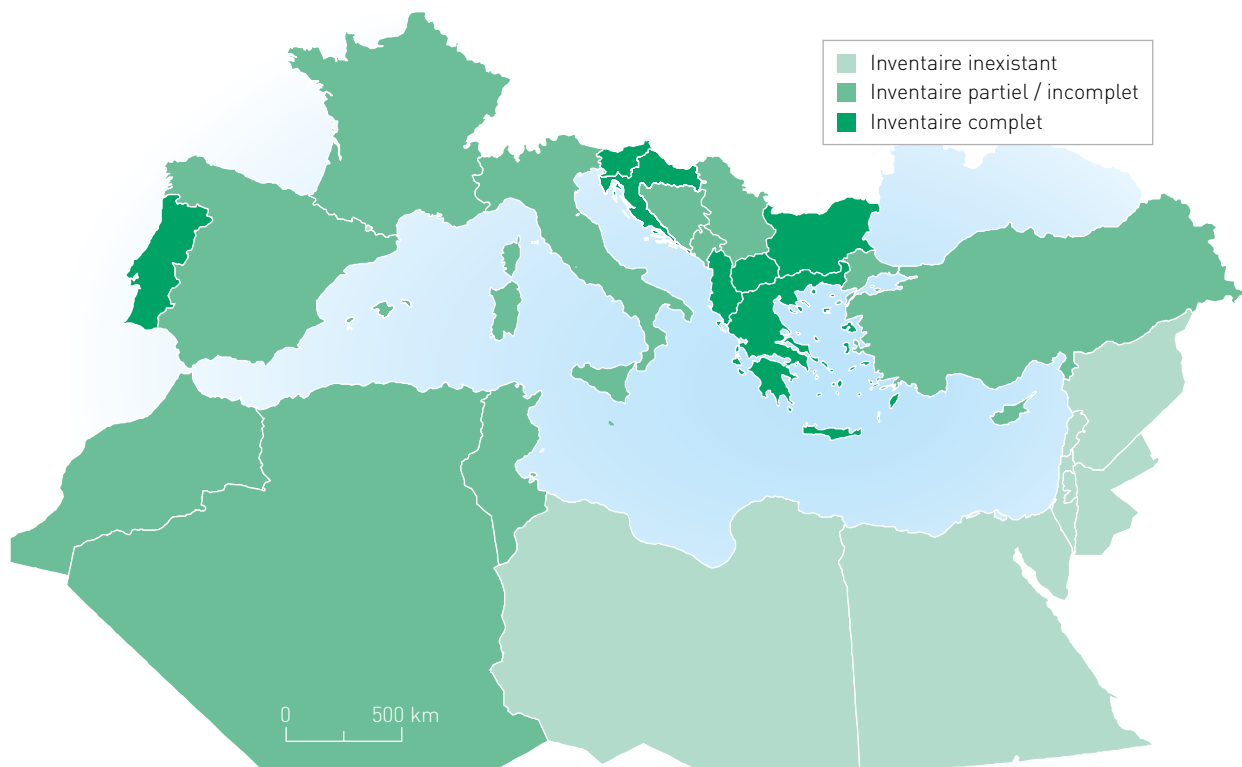 Inventaire inexistant
Inventaire partiel / incomplet
Inventaire complet
0 500 km